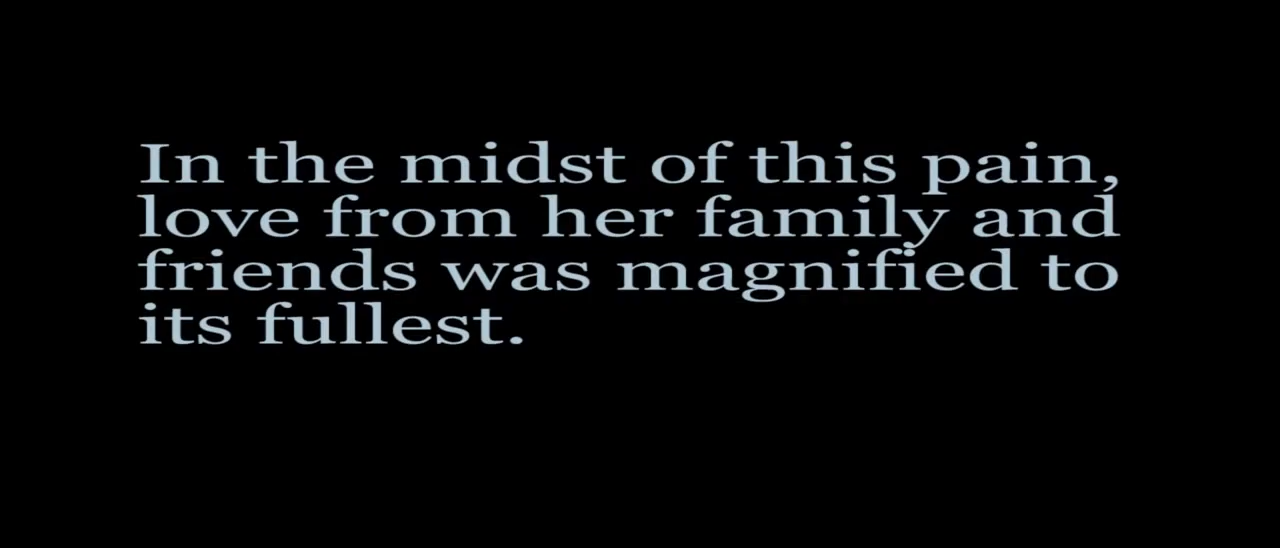 In the midst of this pain,
love from her family and
friends was magnified to
its fullest.